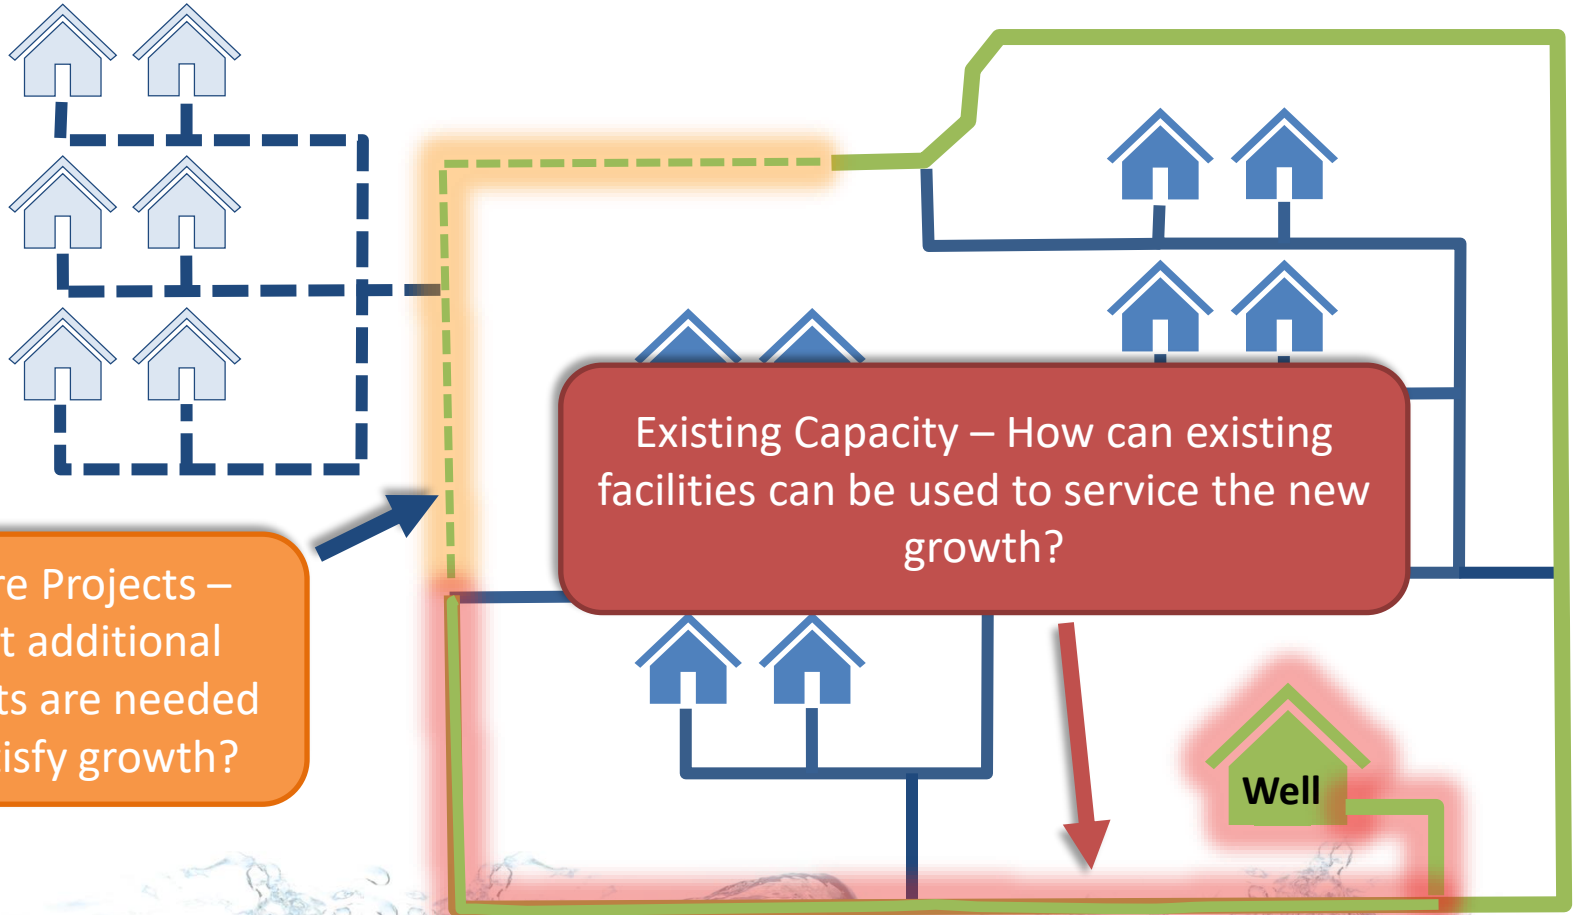 Existing Capacity – How can existing
facilities can be used to service the new
growth?
re Projects –
t additional
ts are needed
isfy growth?
Well